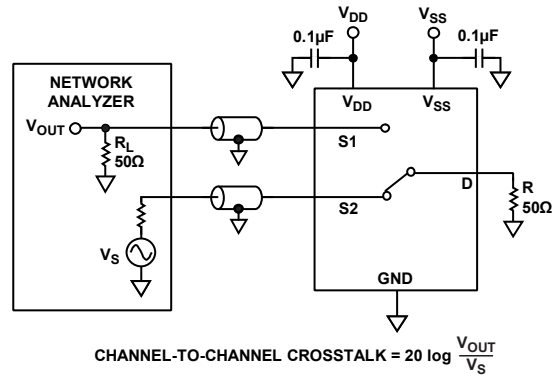 V_DD V_SS
0.1µF 0.1µF
NETWORK
ANALYZER
V_DD V_SS
V_OUT
R_L
50Ω
S1
D
R
50Ω
S2
V_S
GND
CHANNEL-TO-CHANNEL CROSSTALK = 20 log V_OUT
V_S